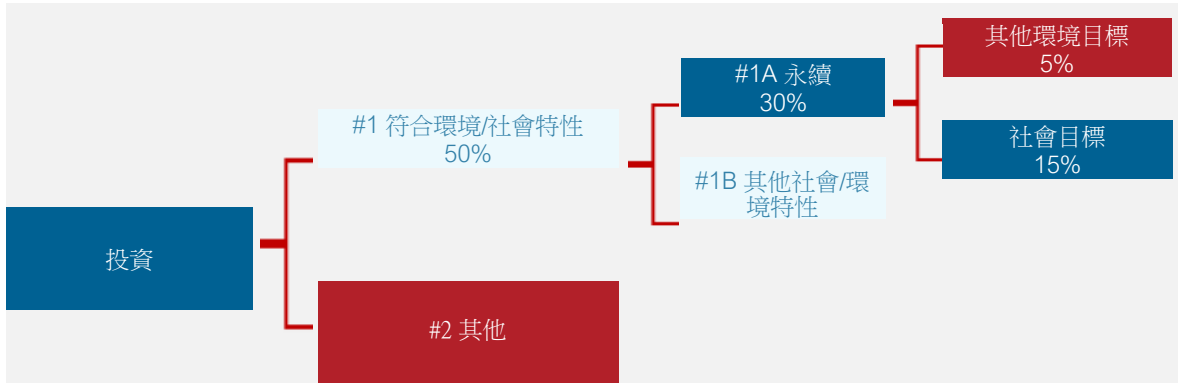 投資
#1 符合環境/社會特性
50%
#2 其他
#1A 永續
30%
#1B 其他社會/環
境特性
其他環境目標
5%
社會目標
15%